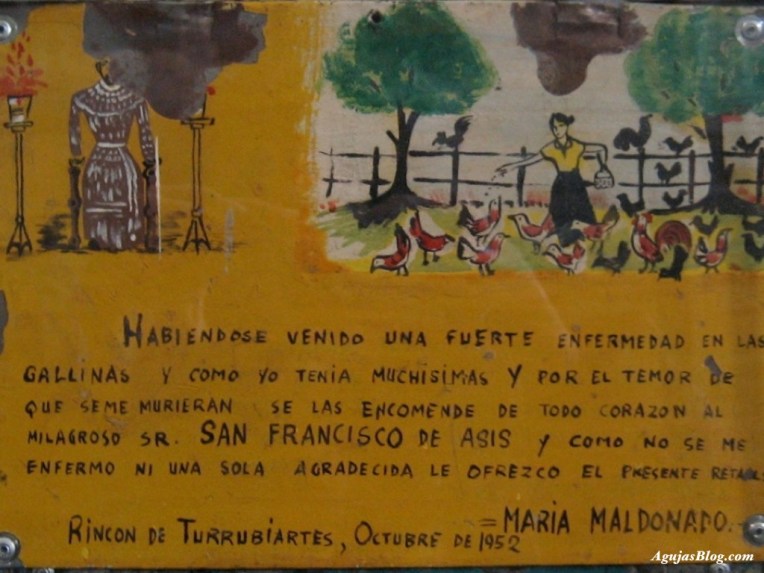 HABIENDOSE VENIDO UNA FUERTE ENFERMEDAD EN LAS
GALLINAS Y COMO YO TENIA MUCHISIMAS Y POR EL TEMOR DE
QUE SEME MURIERAN SE LAS ENCOMENDE DE TODO CORAZON AL
MILAGROSO SR. SAN FRANCISCO DE ASIS Y COMO NO SE ME
ENFERMO NI UNA SOLA AGRADECIDA LE OFREZCO EL PRESENTE
=MARIA MALDONADO.-
RINCON DE TURRUBIARTES, OCTUBRE DE 1952
AgujasBlog.com